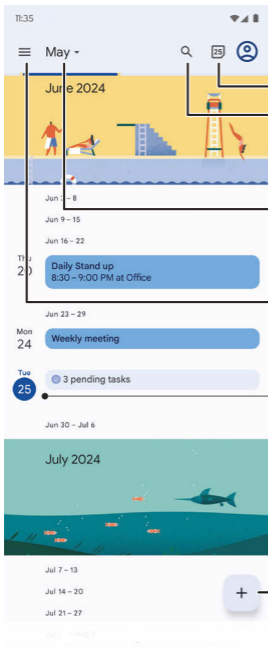 11:35
May
25
June 2024
Jun - 8
Jun 9 – 15
Jun 16 – 22
Thu
20
Daily Stand up
8:30 – 9:00 PM at Office
Jun 23 – 29
Mon
24
Weekly meeting
Tue
25
3 pending tasks
Jun 30 – Jul 6
July 2024
Jul 7 – 13
Jul 14 – 20
Jul 21 – 27